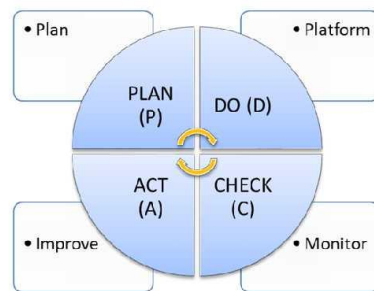 • Plan
• Platform
PLAN
(P)
DO (D)
ACT
(A)
CHECK
(C)
• Improve
• Monitor